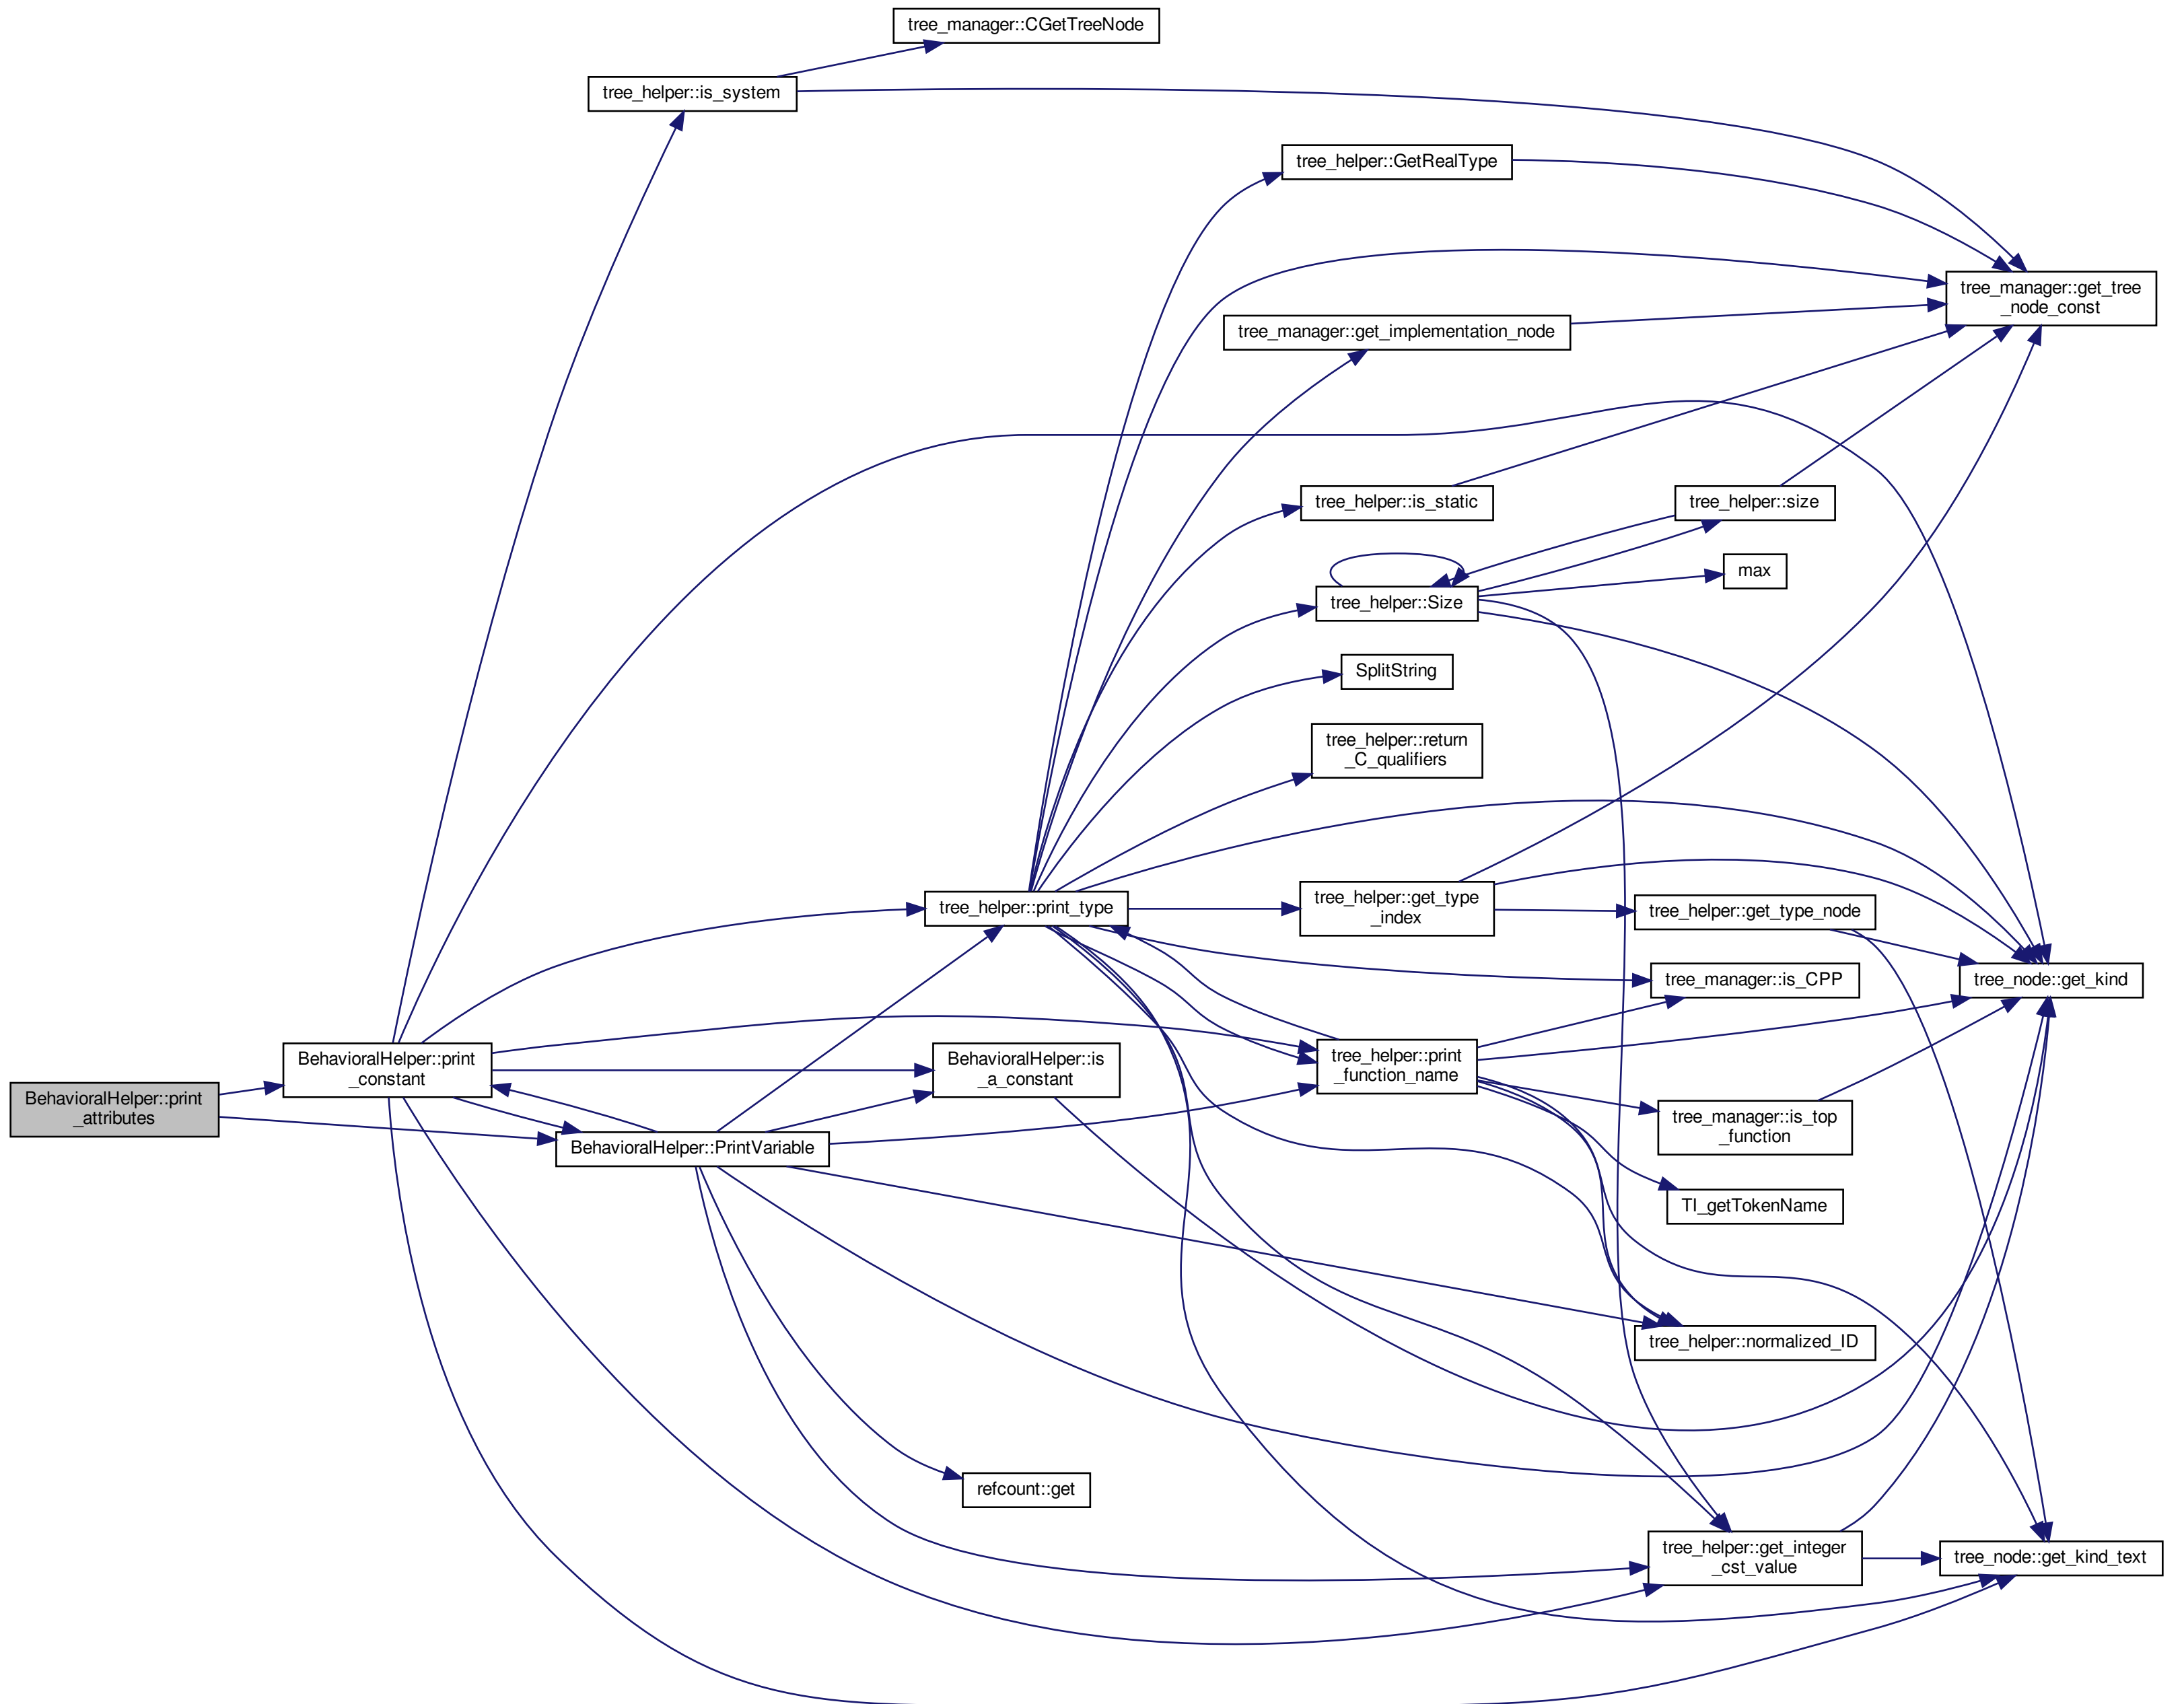 tree_manager::CGetTreeNode
tree_helper::is_system
tree_helper::GetRealType
tree_manager::get_tree
_node_const
tree_manager::get_implementation_node
tree_helper::is_static
tree_helper::size
max
tree_helper::Size
SplitString
tree_helper::return
_C_qualifiers
tree_helper::print_type
tree_helper::get_type
_index
tree_helper::get_type_node
tree_manager::is_CPP
tree_node::get_kind
BehavioralHelper::print
_constant
BehavioralHelper::is
_a_constant
tree_helper::print
_function_name
BehavioralHelper::print
_attributes
tree_manager::is_top
_function
BehavioralHelper::PrintVariable
TI_getTokenName
tree_helper::normalized_ID
refcount::get
tree_helper::get_integer
_cst_value
tree_node::get_kind_text